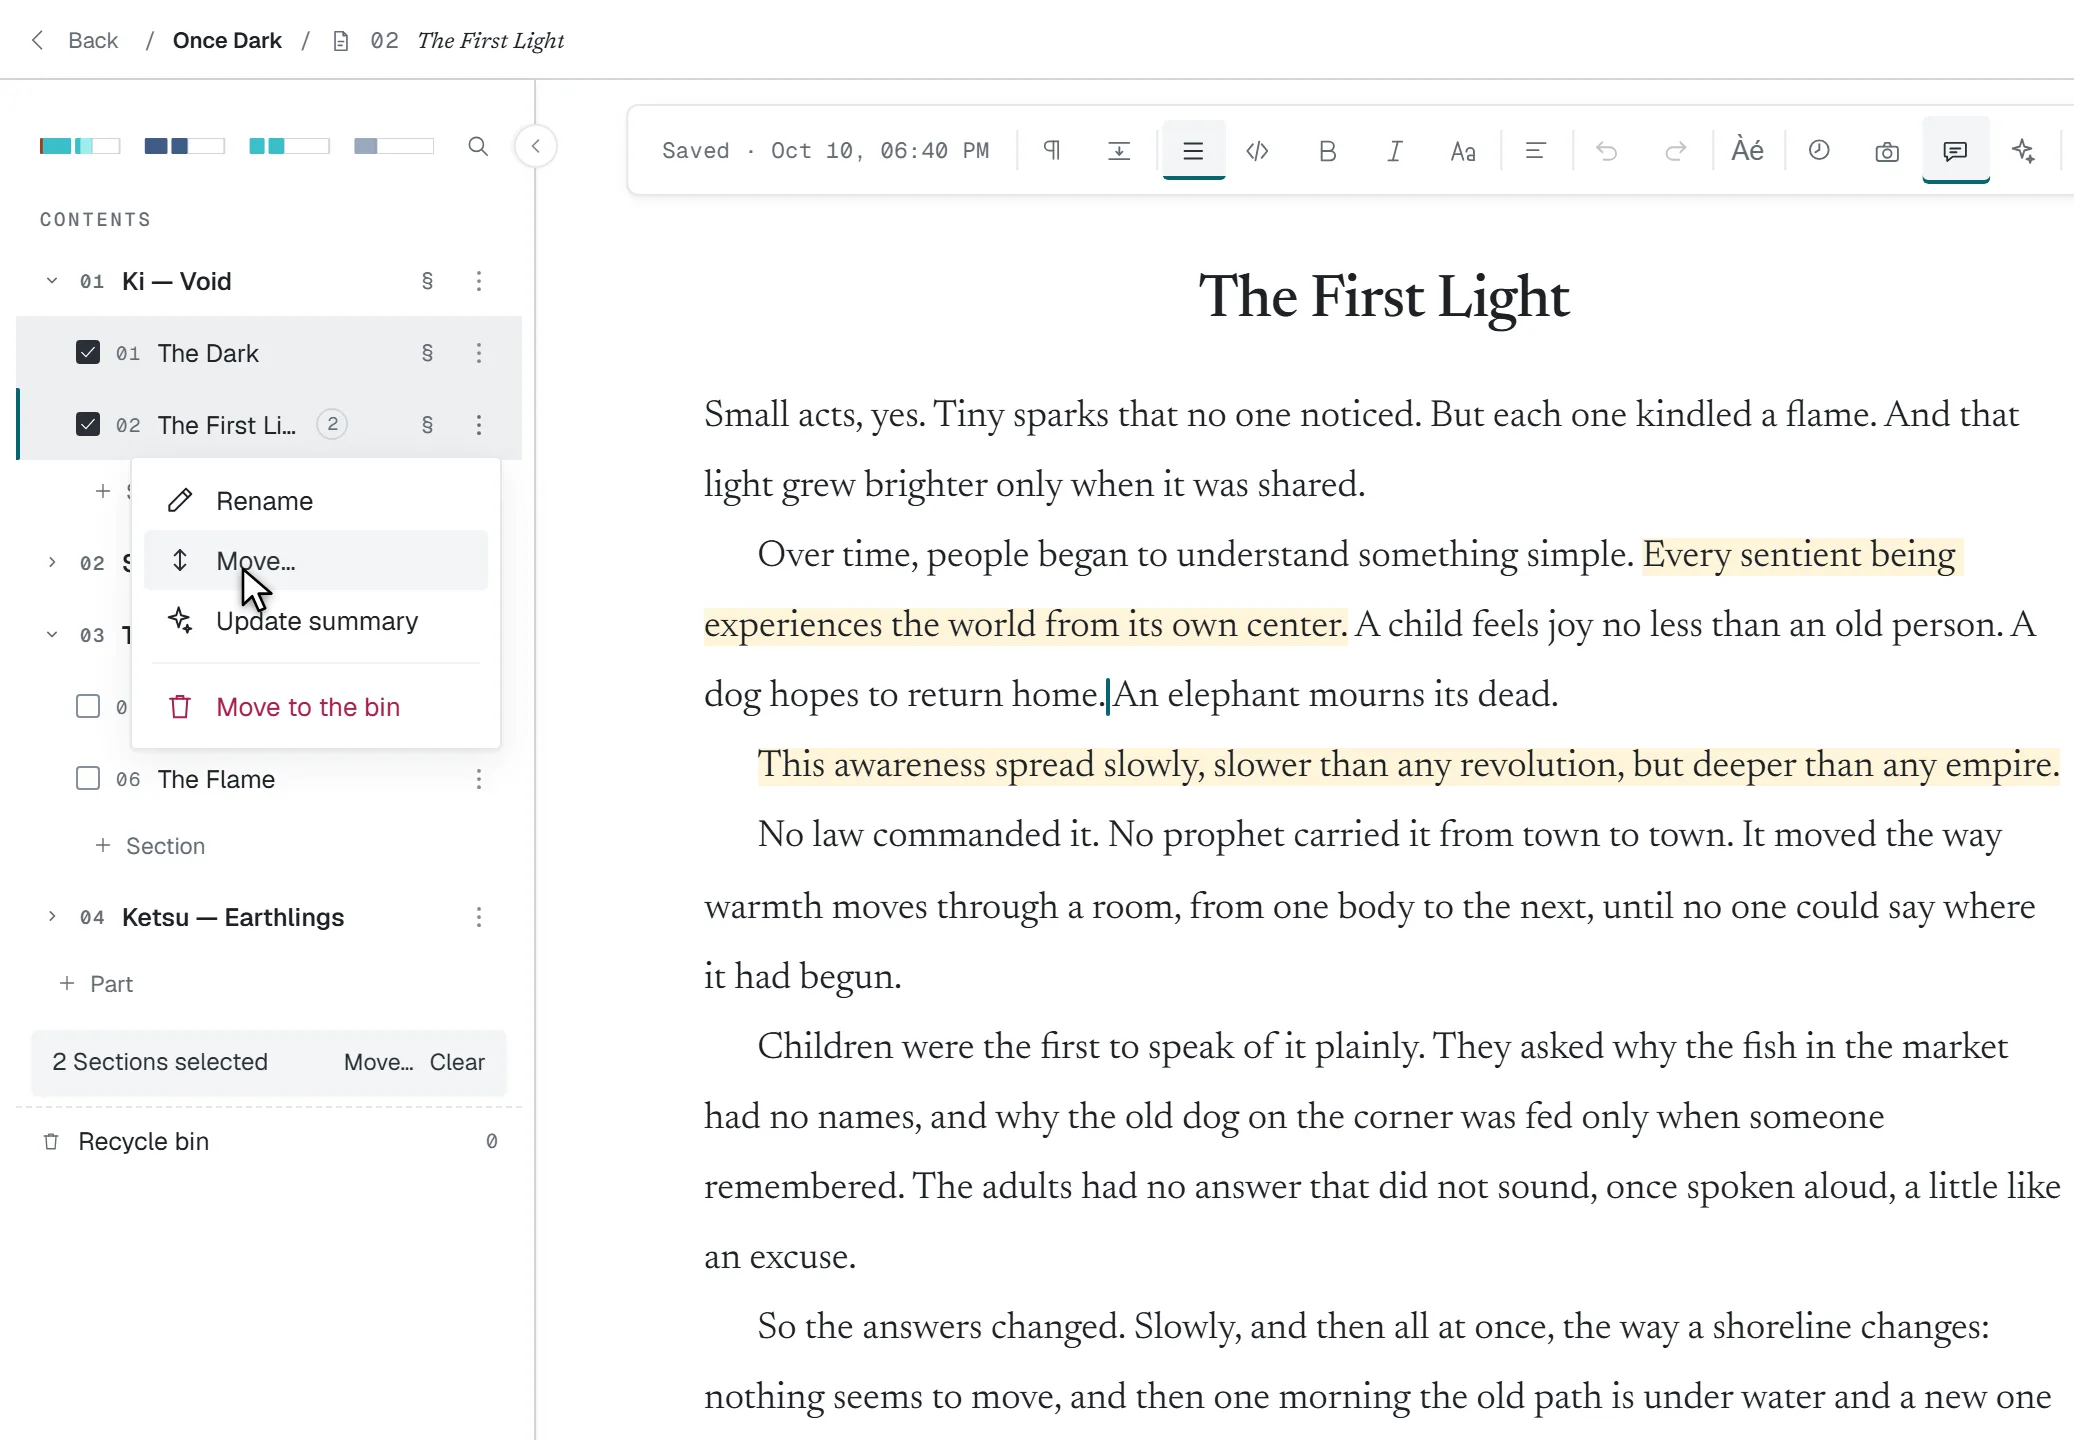 Back / Once Dark / 02 The First Light
Saved · Oct 10, 06:40 PM
B I Aa Àé
CONTENTS
01 Ki — Void §
01 The Dark §
02 The First Li... 2 §
Rename
02
Move...
Update summary
03
Move to the bin
06 The Flame
+ Section
04 Ketsu — Earthlings
+ Part
2 Sections selected Move... Clear
Recycle bin 0
The First Light
Small acts, yes. Tiny sparks that no one noticed. But each one kindled a flame. And that
light grew brighter only when it was shared.
Over time, people began to understand something simple. Every sentient being
experiences the world from its own center. A child feels joy no less than an old person. A
dog hopes to return home. An elephant mourns its dead.
This awareness spread slowly, slower than any revolution, but deeper than any empire.
No law commanded it. No prophet carried it from town to town. It moved the way
warmth moves through a room, from one body to the next, until no one could say where
it had begun.
Children were the first to speak of it plainly. They asked why the fish in the market
had no names, and why the old dog on the corner was fed only when someone
remembered. The adults had no answer that did not sound, once spoken aloud, a little like
an excuse.
So the answers changed. Slowly, and then all at once, the way a shoreline changes:
nothing seems to move, and then one morning the old path is under water and a new one